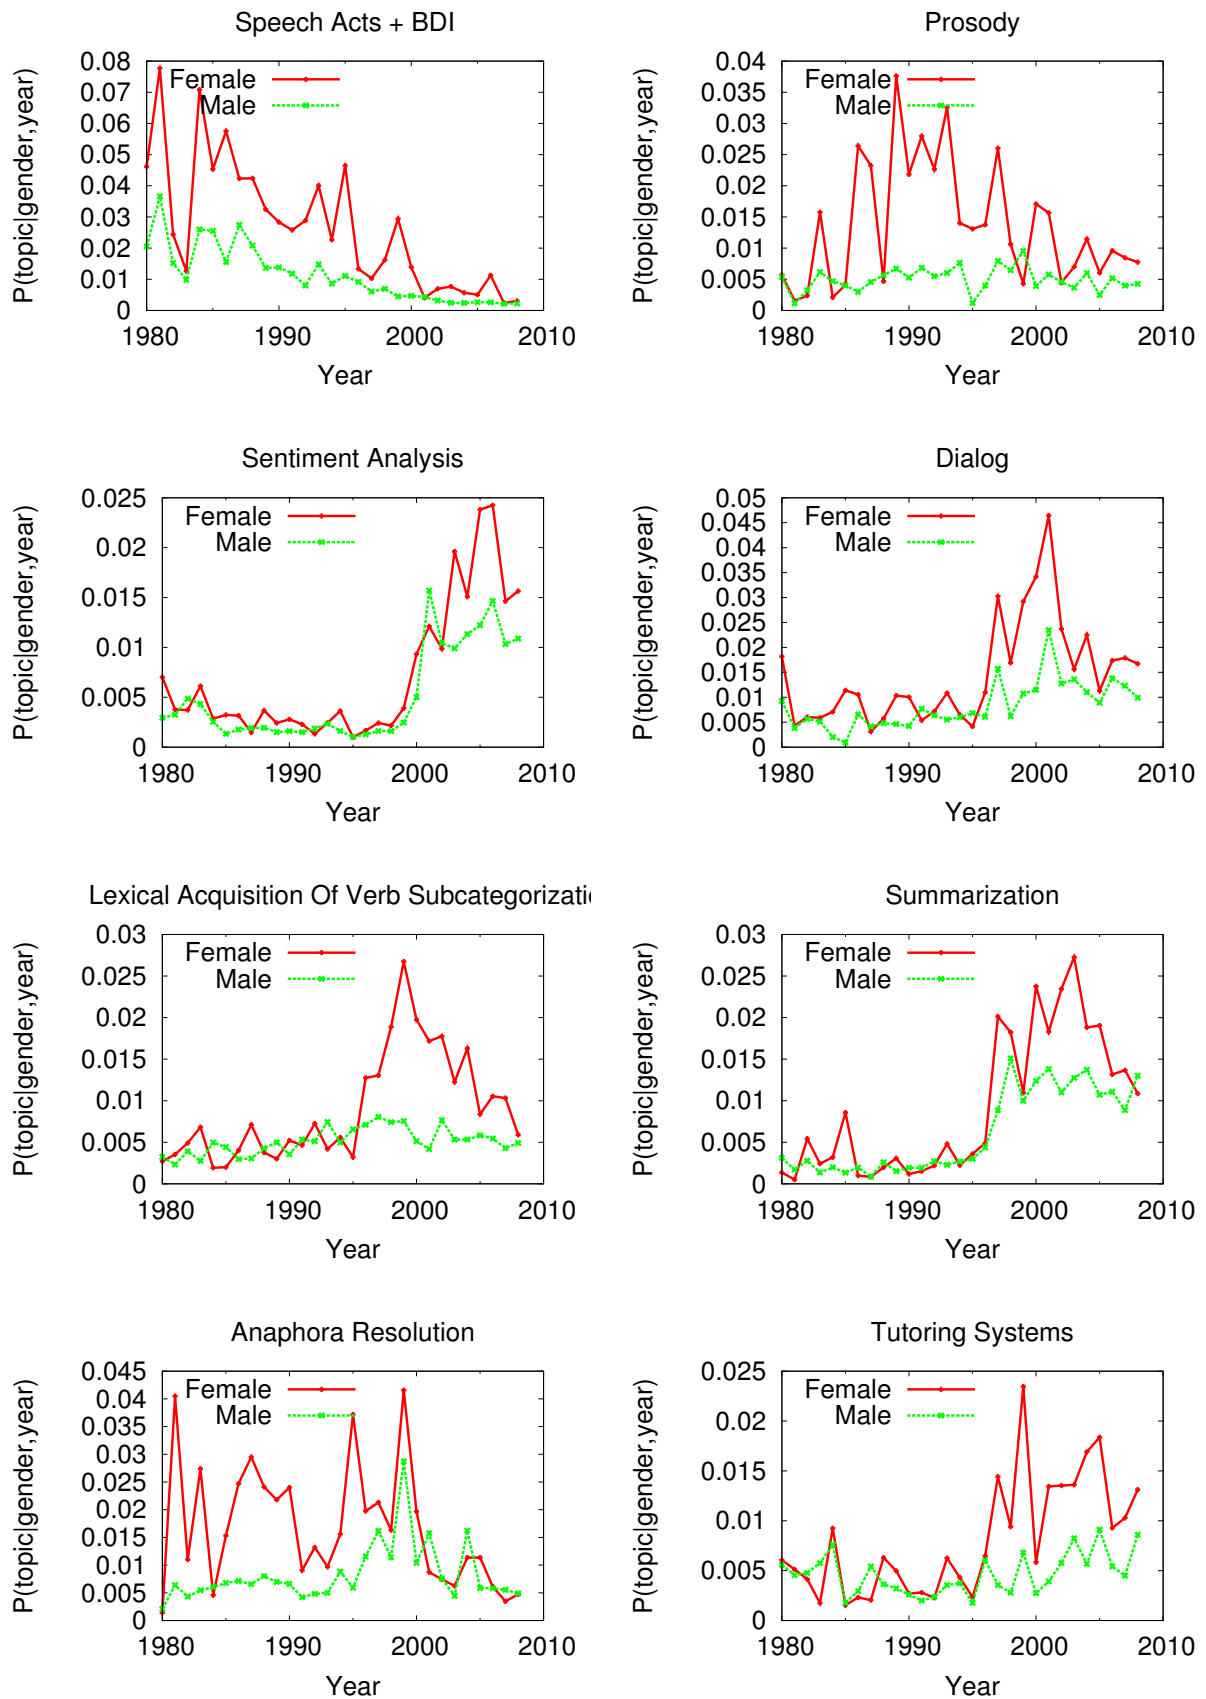 Speech Acts + BDI
P(topic|gender,year)
0.08
0.07
0.06
0.05
0.04
0.03
0.02
0.01
0
Female
Male
1980 1990 2000 2010
Year
Prosody
P(topic|gender,year)
0.04
0.035
0.03
0.025
0.02
0.015
0.01
0.005
0
Female
Male
1980 1990 2000 2010
Year
Sentiment Analysis
P(topic|gender,year)
0.025
0.02
0.015
0.01
0.005
0
Female
Male
1980 1990 2000 2010
Year
Dialog
P(topic|gender,year)
0.05
0.045
0.04
0.035
0.03
0.025
0.02
0.015
0.01
0.005
0
Female
Male
1980 1990 2000 2010
Year
Lexical Acquisition Of Verb Subcategorizati
P(topic|gender,year)
0.03
0.025
0.02
0.015
0.01
0.005
0
Female
Male
1980 1990 2000 2010
Year
Summarization
P(topic|gender,year)
0.03
0.025
0.02
0.015
0.01
0.005
0
Female
Male
1980 1990 2000 2010
Year
Anaphora Resolution
P(topic|gender,year)
0.045
0.04
0.035
0.03
0.025
0.02
0.015
0.01
0.005
0
Female
Male
1980 1990 2000 2010
Year
Tutoring Systems
P(topic|gender,year)
0.025
0.02
0.015
0.01
0.005
0
Female
Male
1980 1990 2000 2010
Year